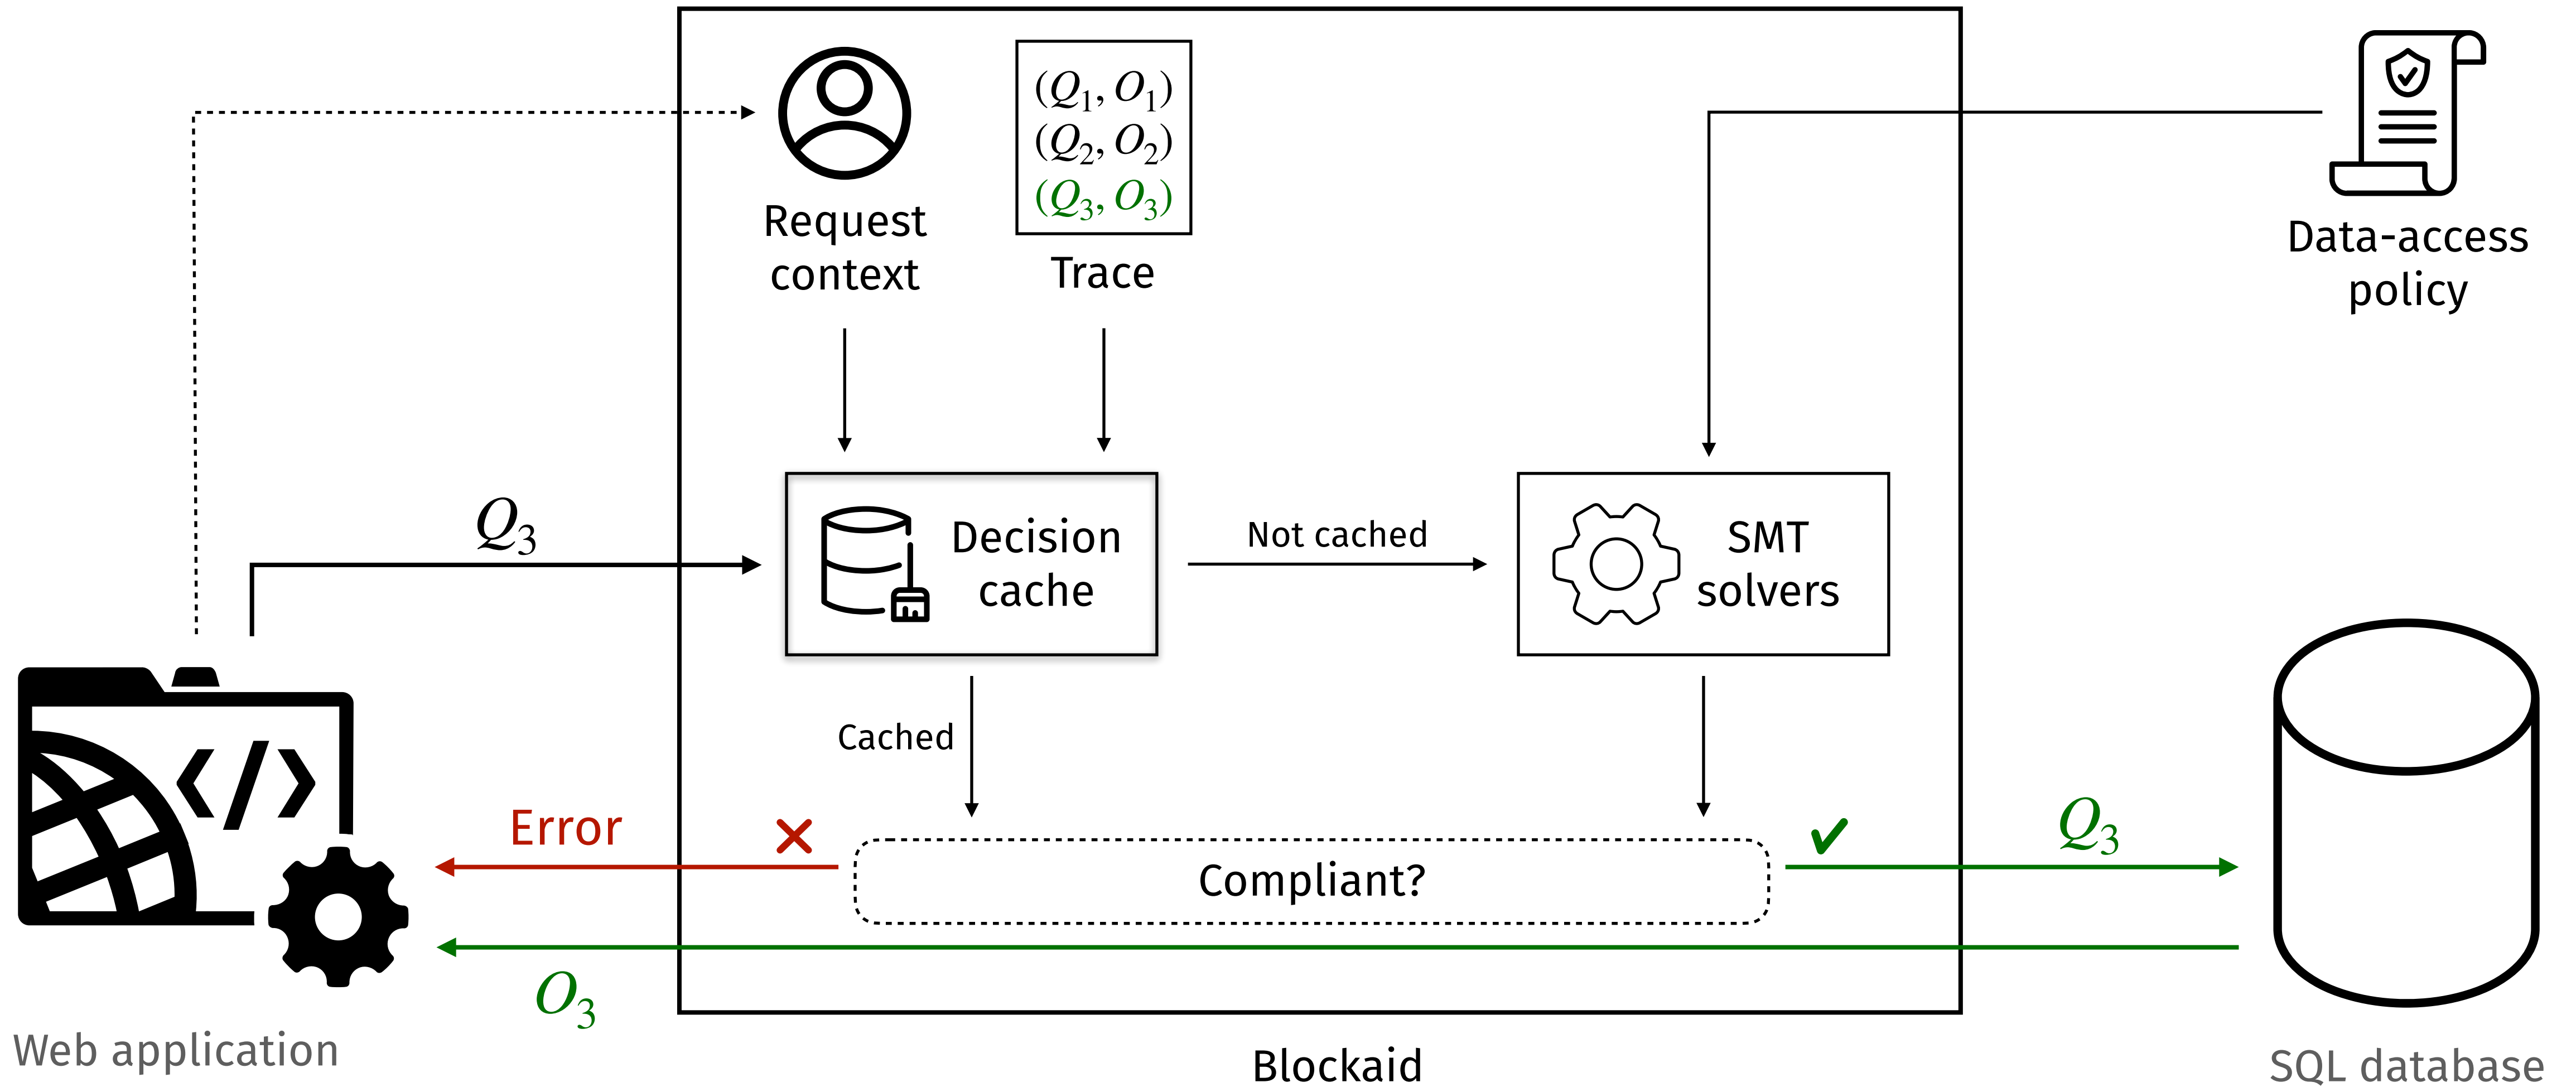 (Q₁, O₁)
(Q₂, O₂)
(Q₃, O₃)
Request
context
Trace
Data-access
policy
Q₃
Decision
cache
Not cached
SMT
solvers
Cached
Error
Compliant?
Q₃
O₃
Web application
Blockaid
SQL database